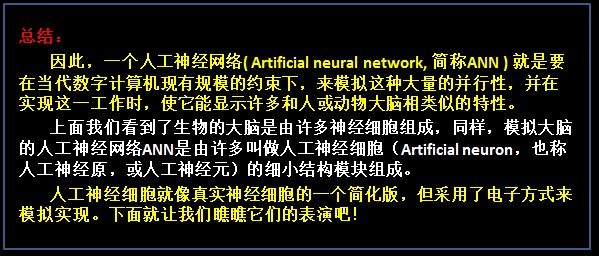 总结：
因此，一个人工神经网络( Artificial neural network, 简称ANN ) 就是要
在当代数字计算机现有规模的约束下，来模拟这种大量的并行性，并在
实现这一工作时，使它能显示许多和人或动物大脑相类似的特性。
上面我们看到了生物的大脑是由许多神经细胞组成，同样，模拟大脑
的人工神经网络ANN是由许多叫做人工神经细胞（Artificial neuron，也称
人工神经原，或人工神经元）的细小结构模块组成。
人工神经细胞就像真实神经细胞的一个简化版，但采用了电子方式来
模拟实现。下面就让我们瞧瞧它们的表演吧！